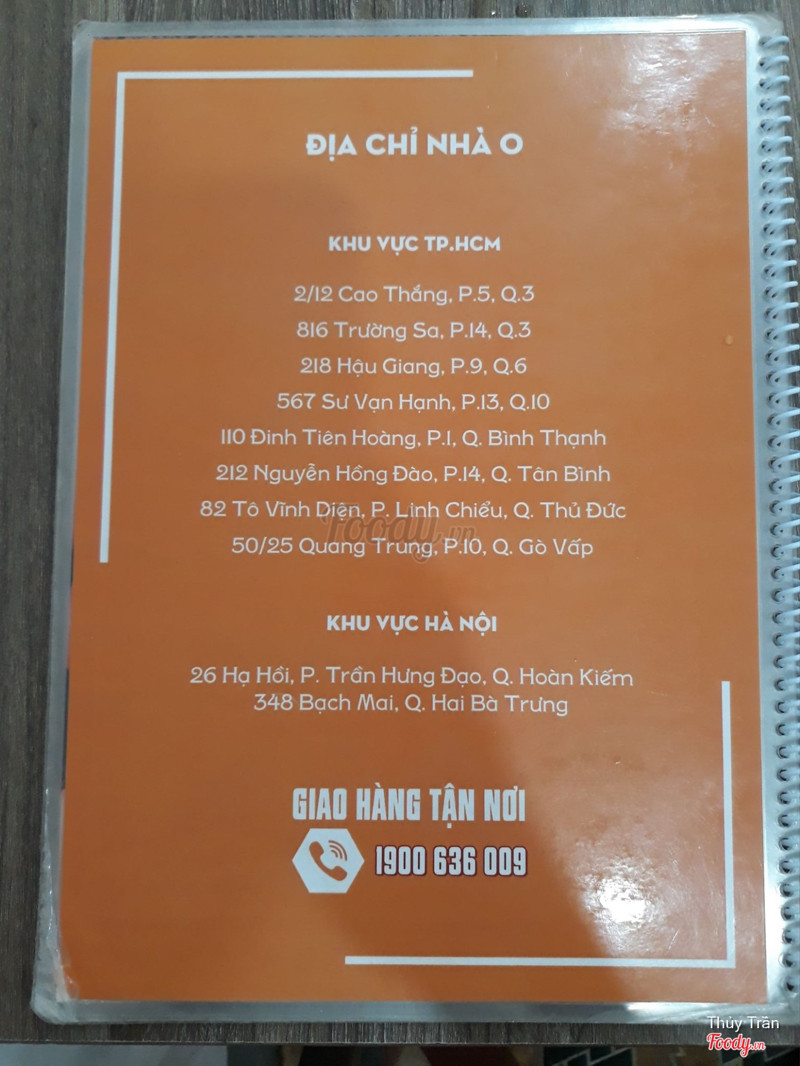 ĐỊA CHỈ NHÀ O
KHU VỰC TP.HCM
2/12 Cao Thắng, P.5, Q.3
816 Trường Sa, P.14, Q.3
218 Hậu Giang, P.9, Q.6
567 Sư Vạn Hạnh, P.13, Q.10
110 Đinh Tiên Hoàng, P.1, Q. Bình Thạnh
212 Nguyễn Hồng Đào, P.14, Q. Tân Bình
82 Tô Vĩnh Diện, P. Linh Chiểu, Q. Thủ Đức
Foody.vn
50/25 Quang Trung, P.10, Q. Gò Vấp
KHU VỰC HÀ NỘI
26 Hạ Hồi, P. Trần Hưng Đạo, Q. Hoàn Kiếm
348 Bạch Mai, Q. Hai Bà Trưng
GIAO HÀNG TẬN NƠI
1900 636 009
Thủy Trần
Foody.vn